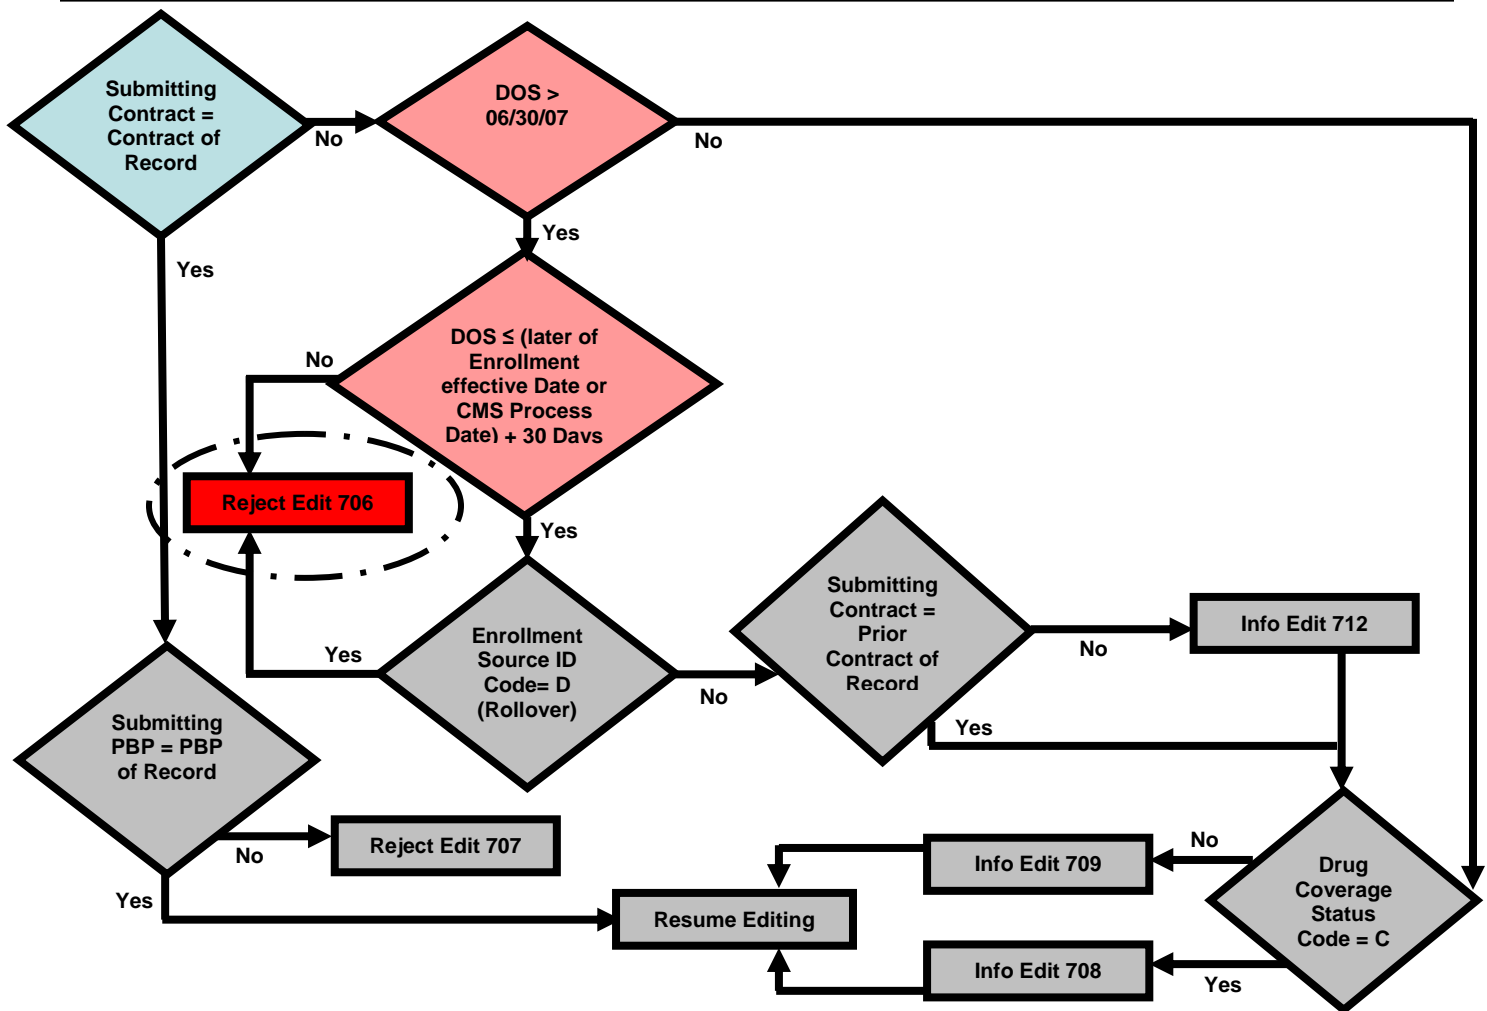 Submitting
Contract =
Contract of
Record
No
DOS >
06/30/07
No
Yes
Yes
DOS ≤ (later of
Enrollment
effective Date or
CMS Process
Date) + 30 Days
No
Reject Edit 706
Yes
Enrollment
Source ID
Code= D
(Rollover)
Yes
No
Submitting
Contract =
Prior
Contract of
Record
No
Info Edit 712
Yes
Submitting
PBP = PBP
of Record
No
Reject Edit 707
Yes
Resume Editing
Drug
Coverage
Status
Code = C
No
Info Edit 709
Yes
Info Edit 708